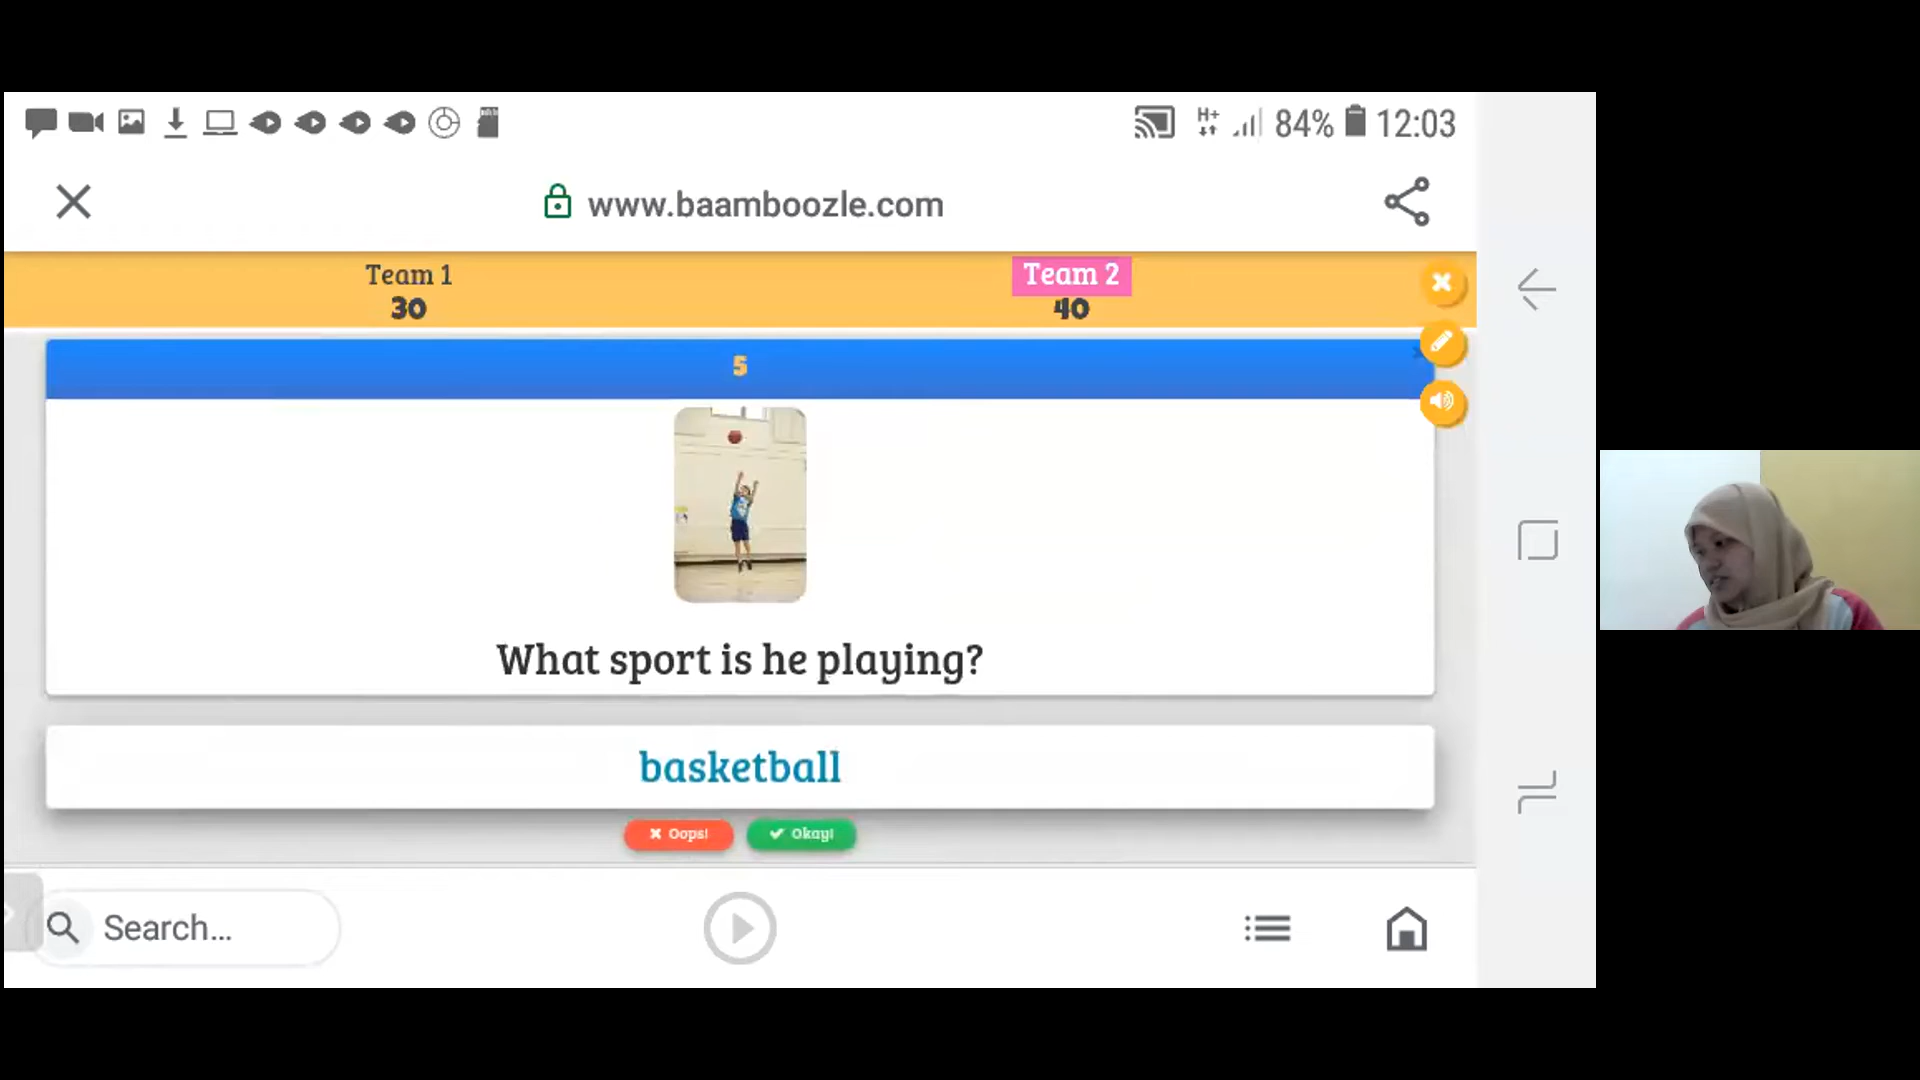 H+ 84% 12:03
www.baamboozle.com
Team 1
30
Team 2
40
5
What sport is he playing?
basketball
Oops!
Okay!
Search...